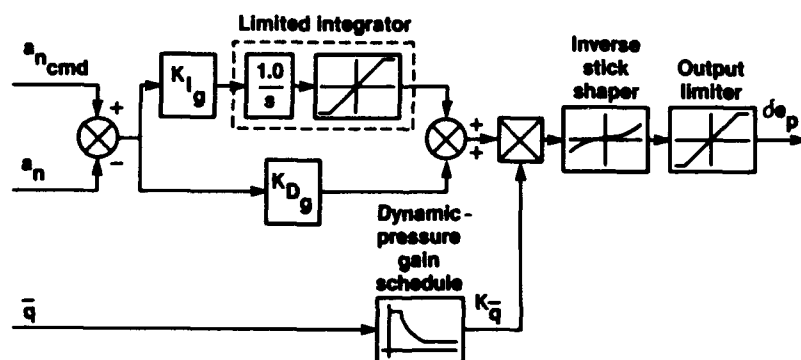 Limited integrator
a_n_cmd
K_I_g
1.0
s
Inverse
stick
shaper
Output
limiter
δe_p
+
−
+
+
a_n
K_D_g
Dynamic-
pressure
gain
schedule
q̄
K_q̄